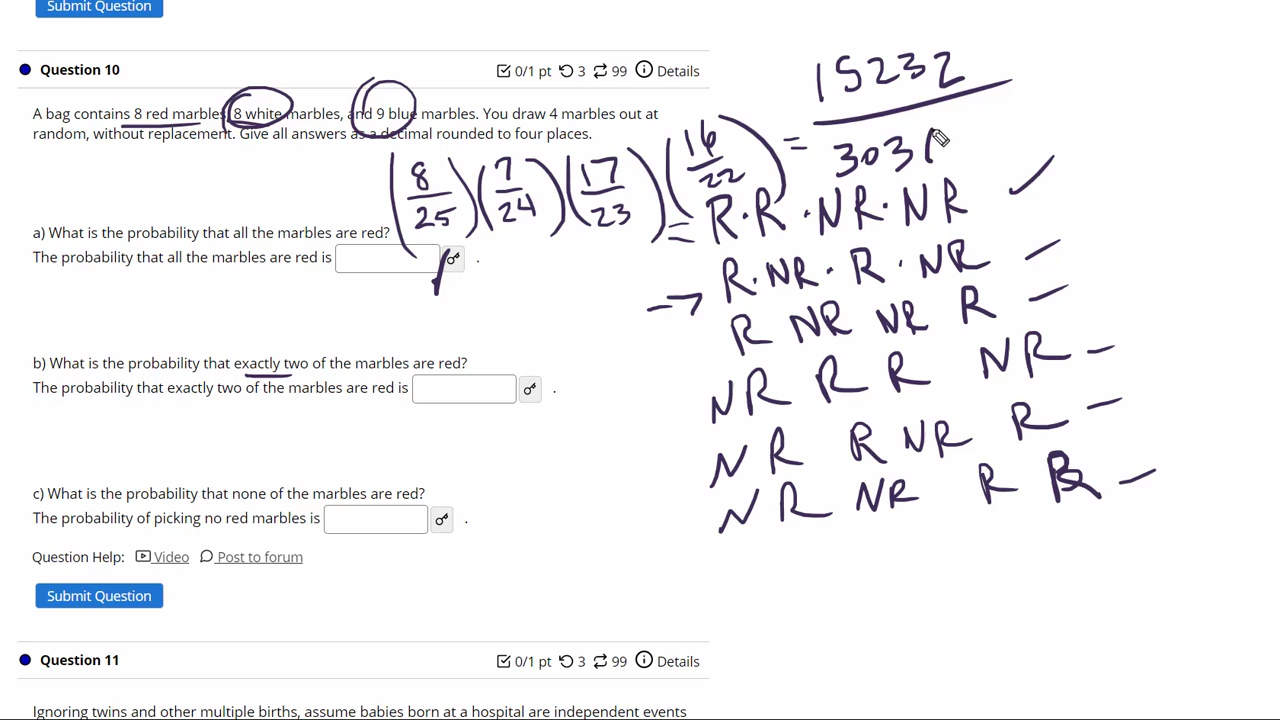 Submit Question
Question 10
0/1 pt 3 99 Details
A bag contains 8 red marbles, 8 white marbles, and 9 blue marbles. You draw 4 marbles out at
random, without replacement. Give all answers as a decimal rounded to four places.
15232
(8/25)(7/24)(17/23)(16/22) = 303
= R·R·NR·NR
a) What is the probability that all the marbles are red?
The probability that all the marbles are red is .
R·NR·R·NR
→ R NR NR R
b) What is the probability that exactly two of the marbles are red?
The probability that exactly two of the marbles are red is .
NR R R NR
NR R NR R
NR NR R R
c) What is the probability that none of the marbles are red?
The probability of picking no red marbles is .
Question Help: Video Post to forum
Submit Question
Question 11
0/1 pt 3 99 Details
Ignoring twins and other multiple births, assume babies born at a hospital are independent events